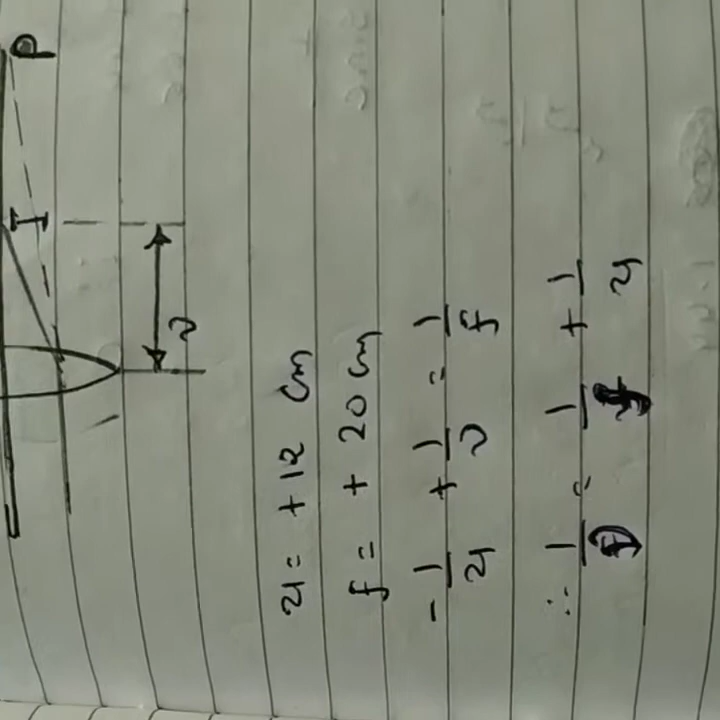 P
I
v
u = +12 cm
f = + 20 cm
- 1/u + 1/v = 1/f
∴ 1/v = 1/f + 1/u